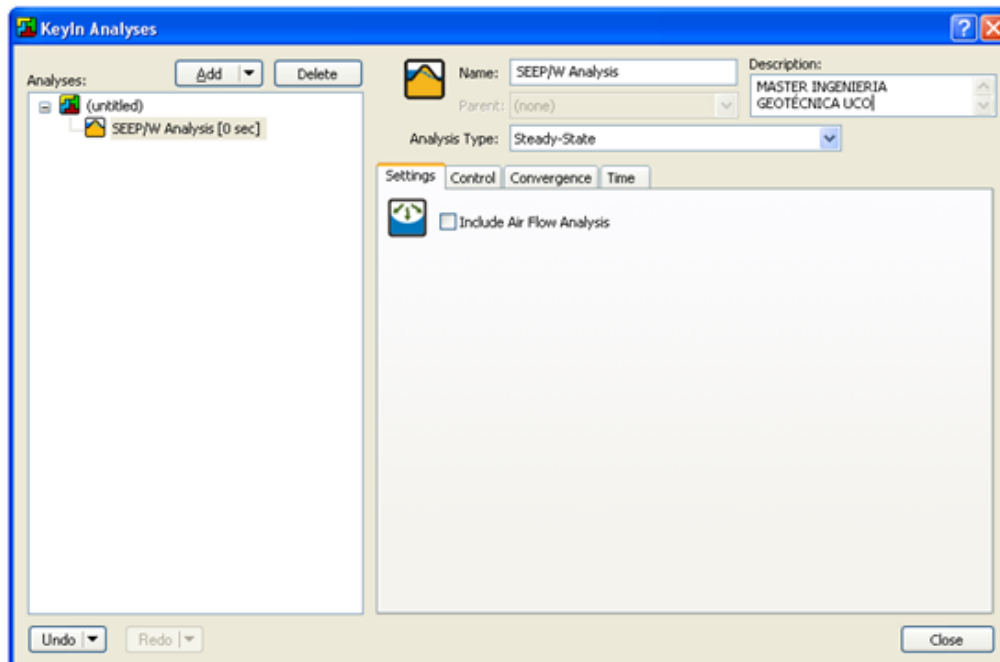 KeyIn Analyses
Analyses:
Add
Delete
(untitled)
SEEP/W Analysis [0 sec]
Name:
SEEP/W Analysis
Description:
MASTER INGENIERIA
GEOTÉCNICA UCO
Parent:
(none)
Analysis Type:
Steady-State
Settings
Control
Convergence
Time
Include Air Flow Analysis
Undo
Redo
Close